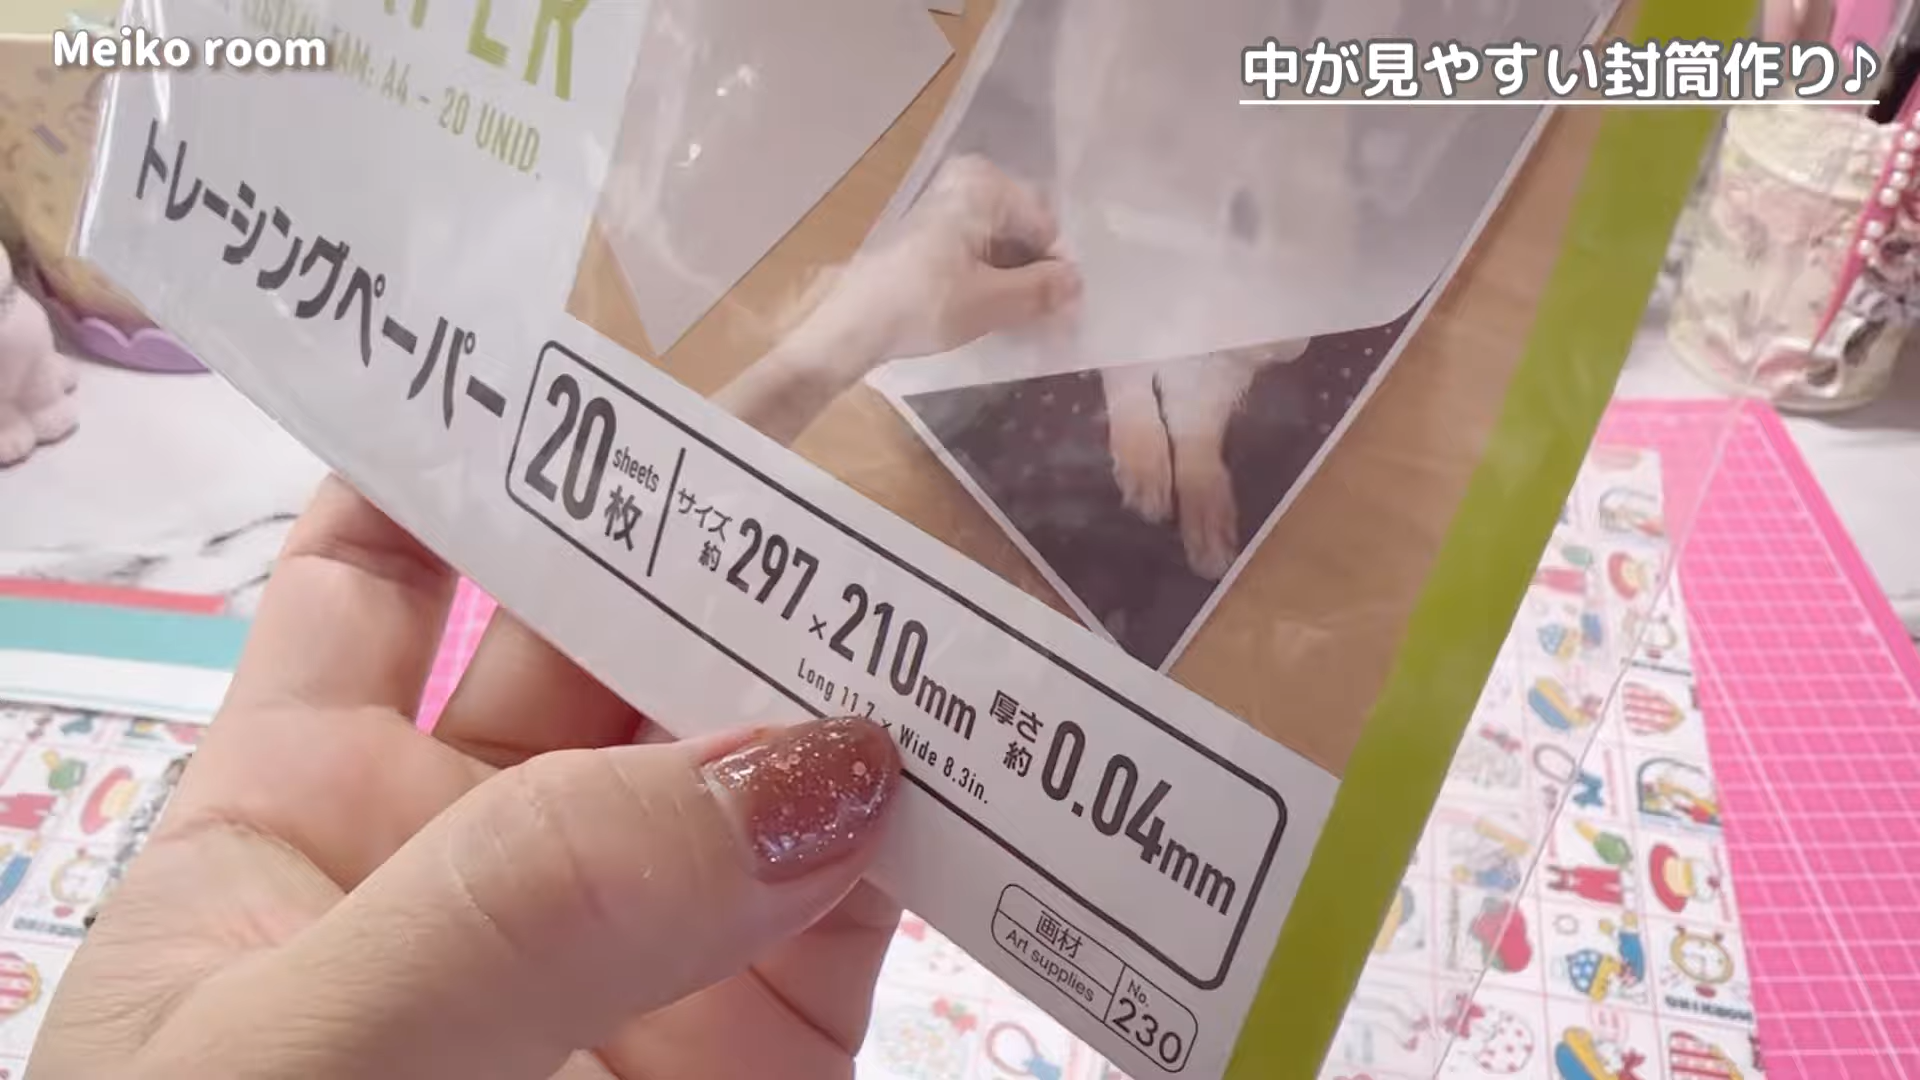 Meiko room
中が見やすい封筒作り♪
TAM: A4 - 20 UNID.
トレーシングペーパー
20 sheets 枚
サイズ 約 297×210mm 厚さ 約 0.04mm
Long 11.7 × Wide 8.3in.
画材
Art supplies
No.
230